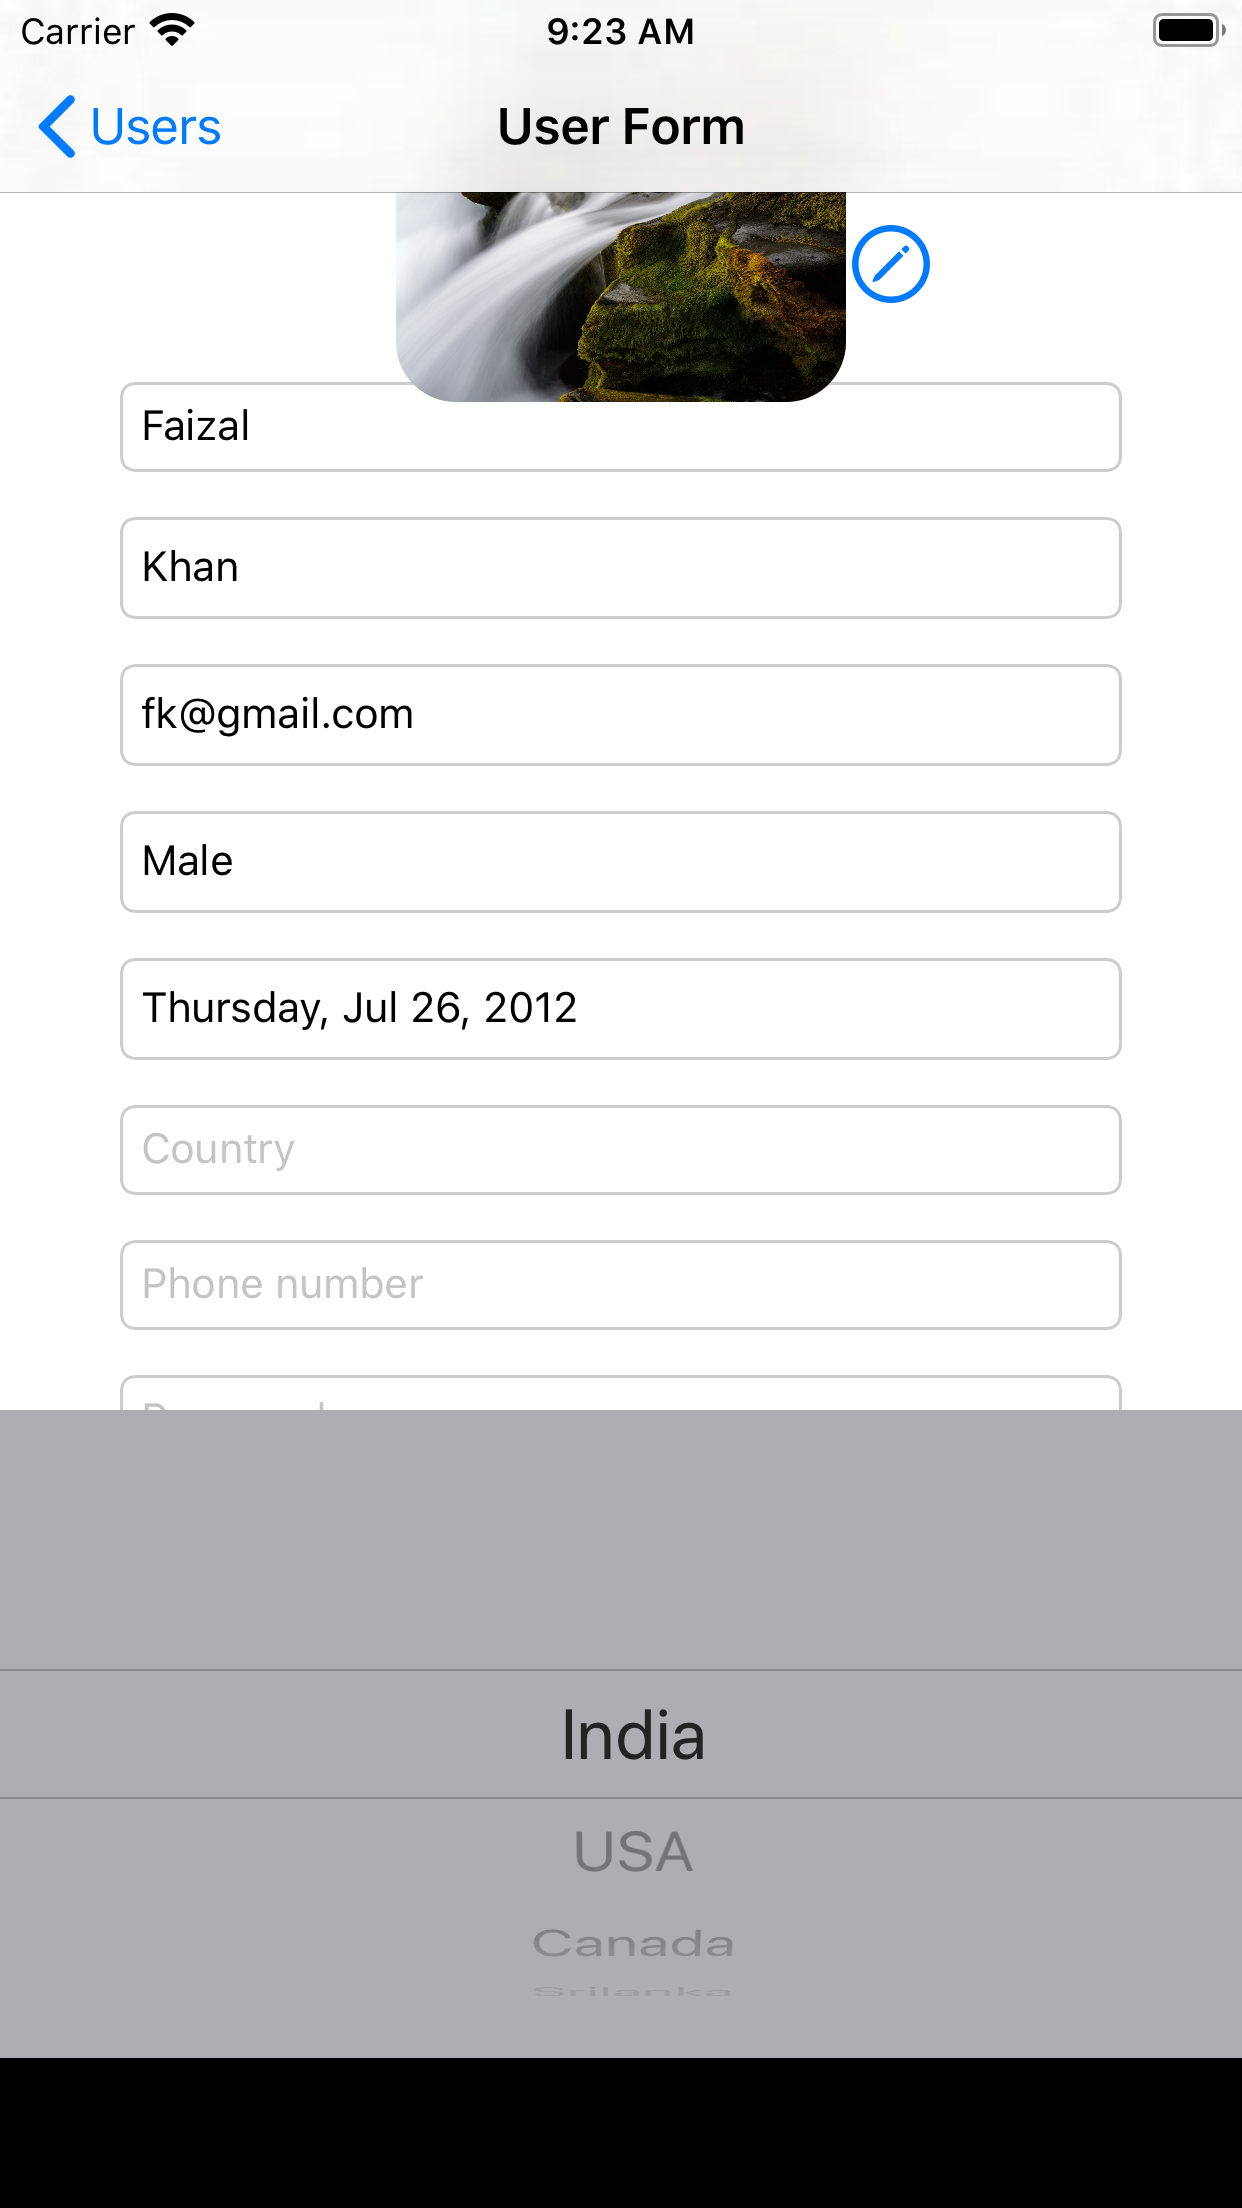 Carrier 9:23 AM
Users User Form
Faizal
Khan
fk@gmail.com
Male
Thursday, Jul 26, 2012
Country
Phone number
India
USA
Canada
Srilanka